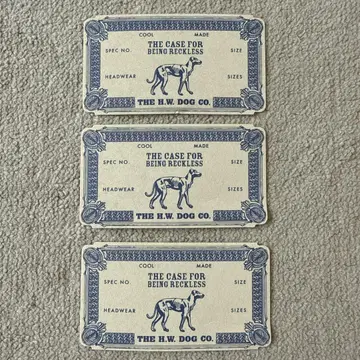 COOL MADE
THE CASE FOR
SPEC NO. BEING RECKLESS SIZE
HEADWEAR SIZES
THE H.W. DOG CO.
COOL MADE
THE CASE FOR
SPEC NO. BEING RECKLESS SIZE
HEADWEAR SIZES
THE H.W. DOG CO.
COOL MADE
THE CASE FOR
SPEC NO. BEING RECKLESS SIZE
HEADWEAR SIZES
THE H.W. DOG CO.